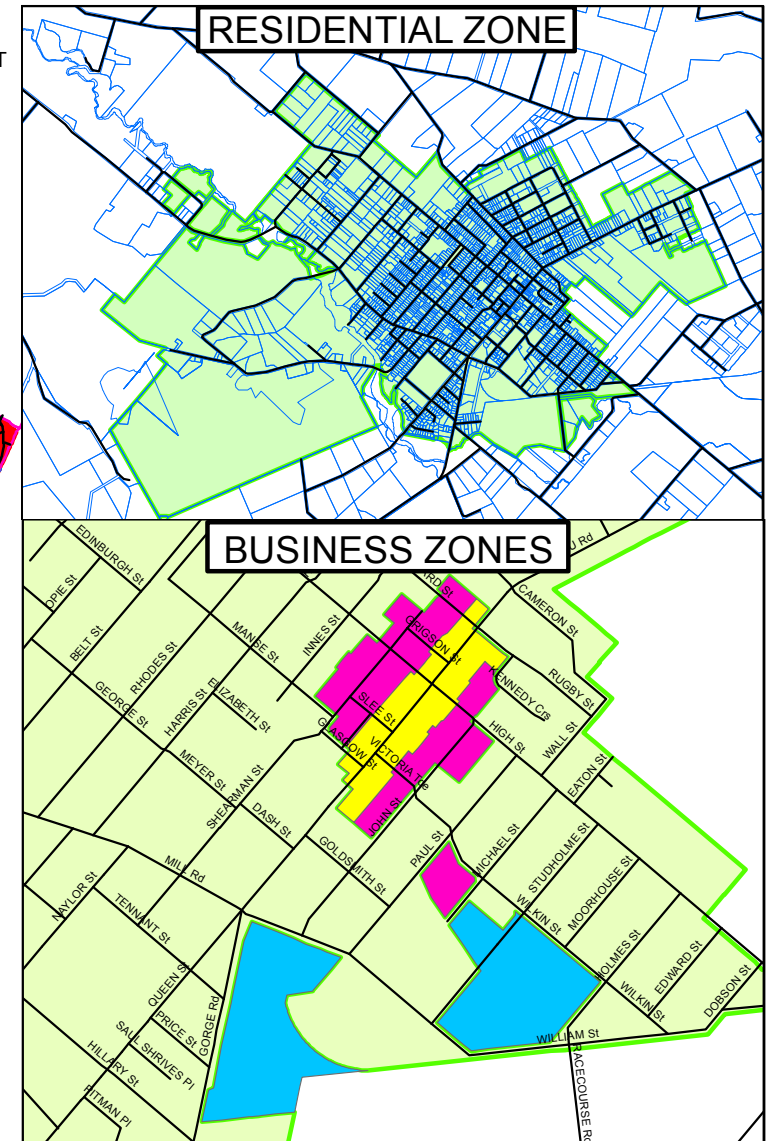 T
RESIDENTIAL ZONE
BUSINESS ZONES
Rd
EDINBURGH St
OPIE St
BELT St
RHODES St
MANSE St
INNES St
GRIGSON St
CAMERON St
RUGBY St
KENNEDY Crs
GEORGE St
HARRIS St
ELIZABETH St
SLEE St
GLASGOW St
VICTORIA Tce
HIGH St
WALL St
EATON St
MEYER St
SHEARMAN St
DASH St
JOHN St
GOLDSMITH St
PAUL St
MICHAEL St
STUDHOLME St
MOORHOUSE St
MILL Rd
NAYLOR St
TENNANT St
WILKIN St
HOLMES St
EDWARD St
DOBSON St
QUEEN St
GORGE Rd
WILKIN St
PRICE St
SAUL SHRIVES Pl
WILLIAM St
HILLARY St
PITMAN Pl
RACECOURSE Rd